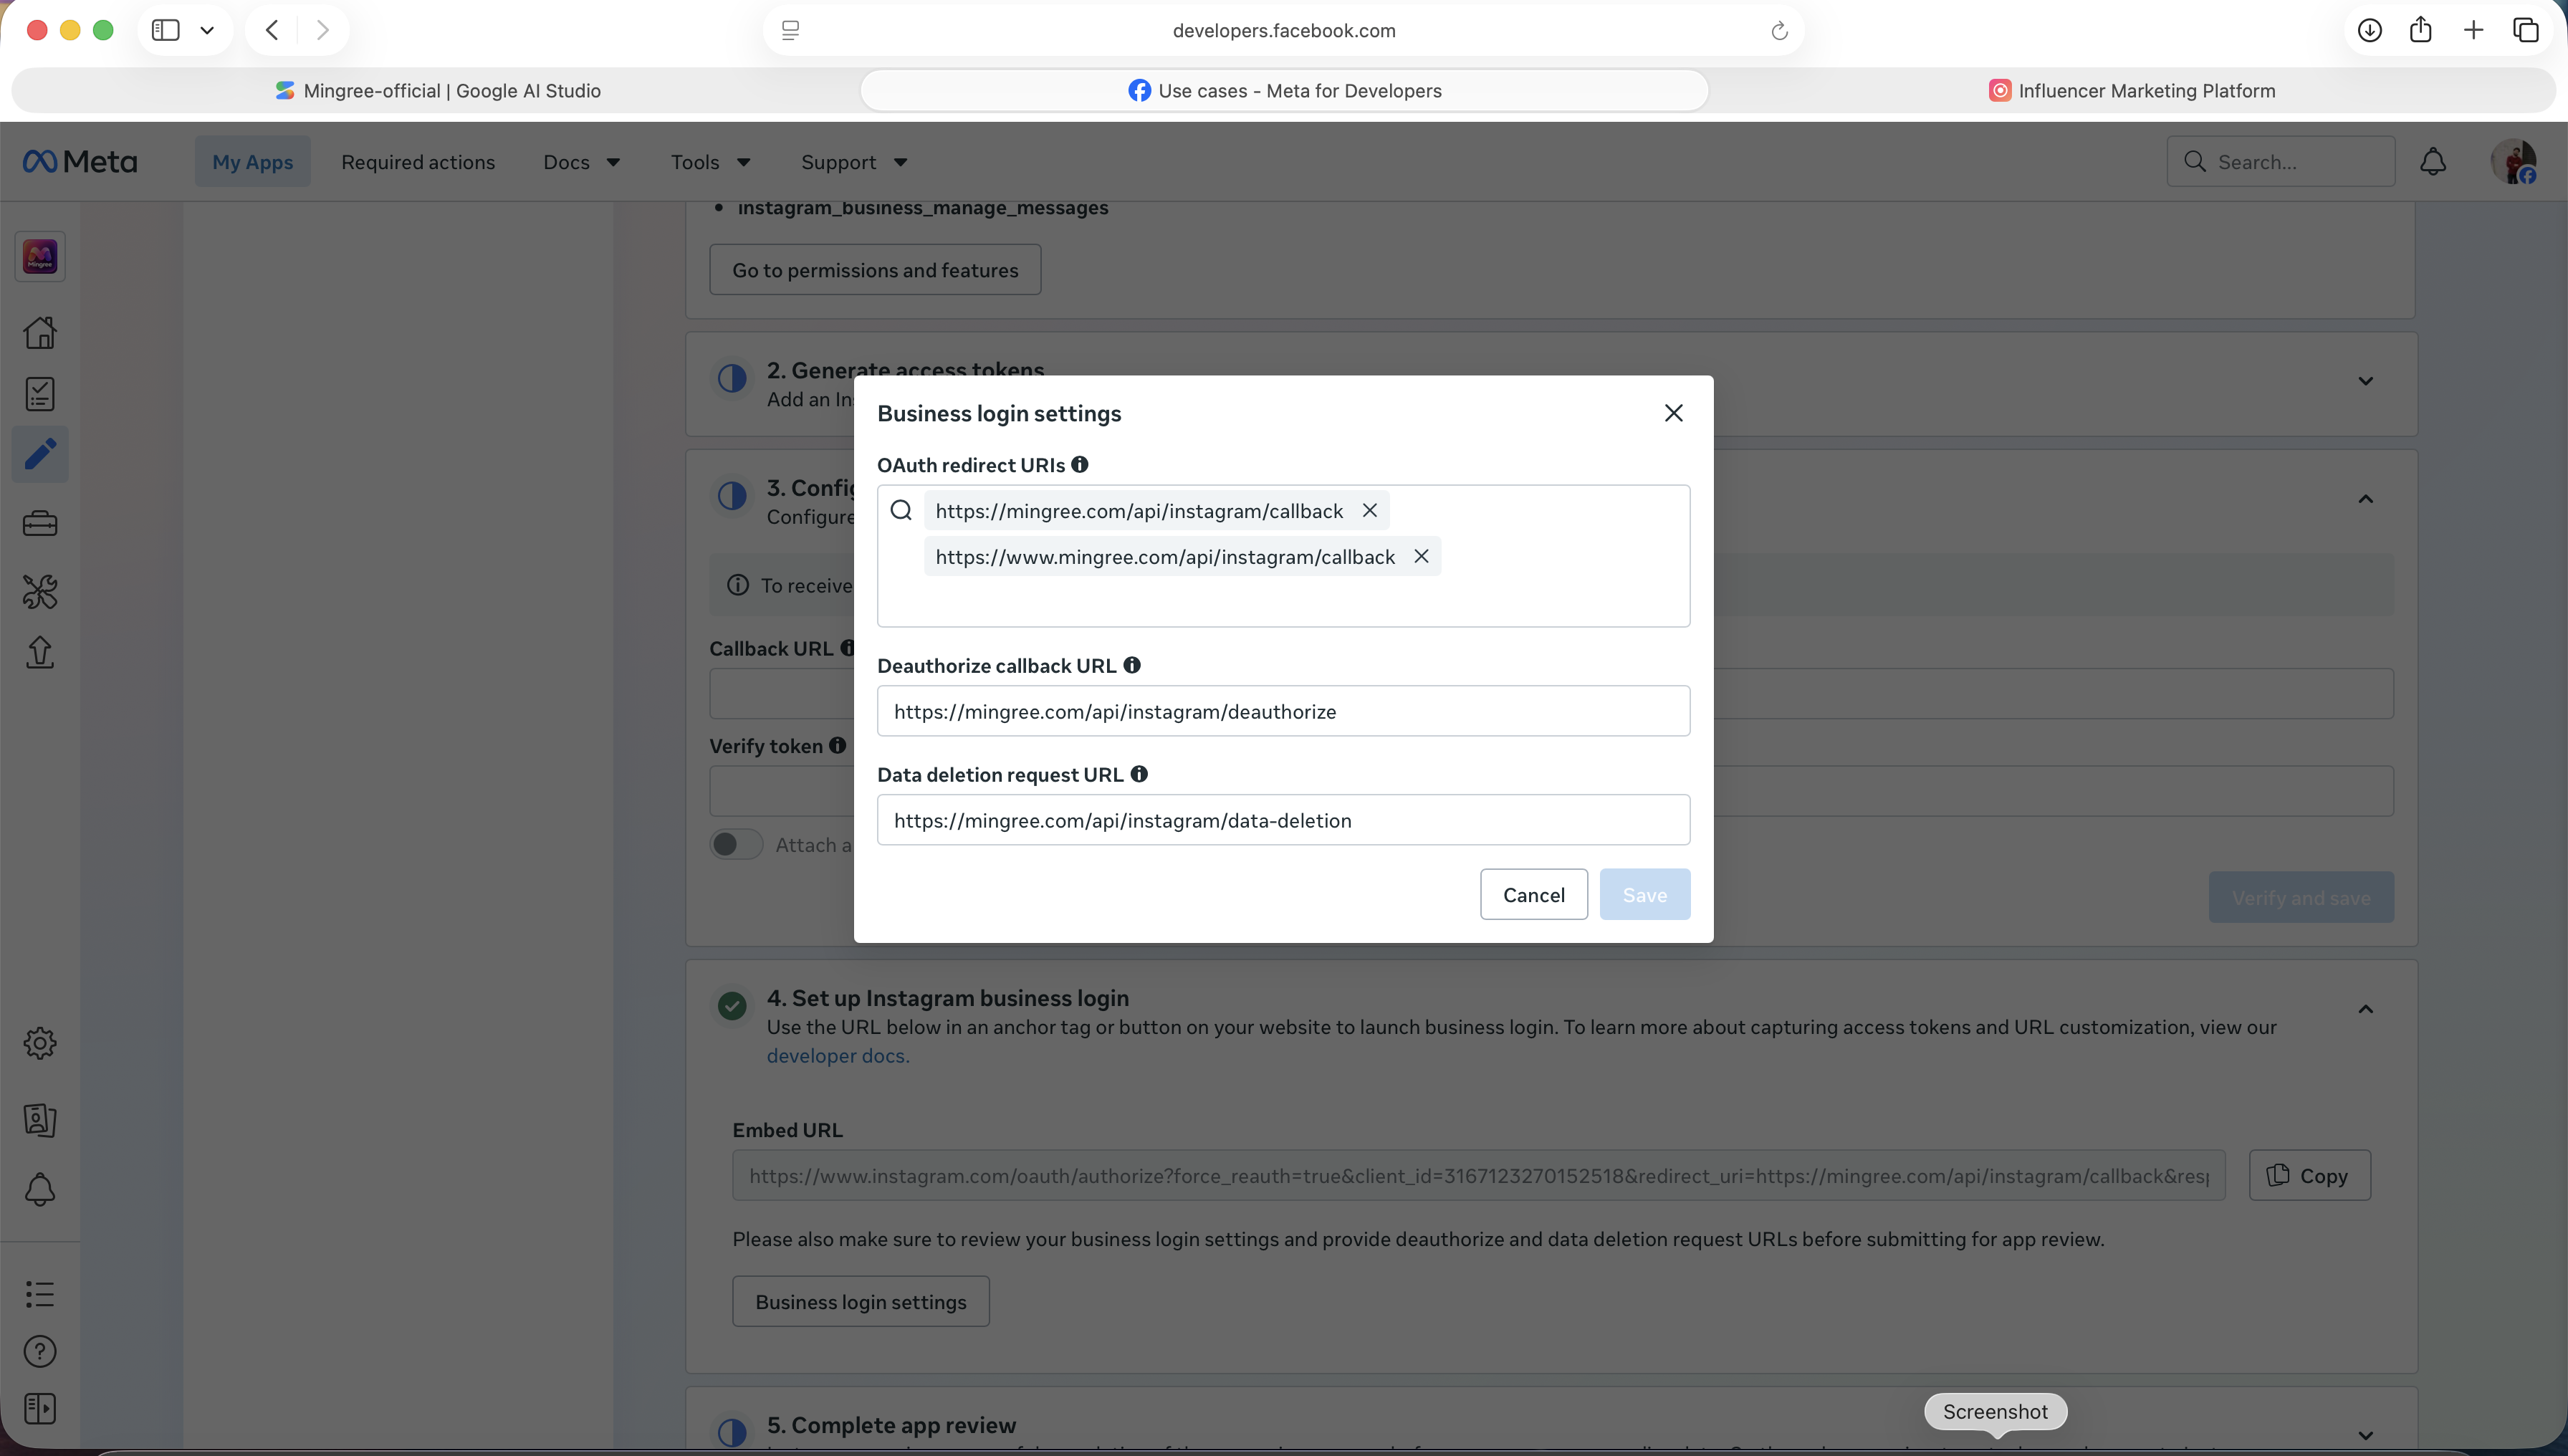 developers.facebook.com
Mingree-official | Google AI Studio
Use cases - Meta for Developers
Influencer Marketing Platform
Meta
My Apps
Required actions
Docs
Tools
Support
Search...
Mingree
• instagram_business_manage_messages
Go to permissions and features
2. Generate access tokens
Add an In
Business login settings
OAuth redirect URIs
https://mingree.com/api/instagram/callback
https://www.mingree.com/api/instagram/callback
3. Config
Configure
To receive
Callback URL
Verify token
Attach a
Deauthorize callback URL
https://mingree.com/api/instagram/deauthorize
Data deletion request URL
https://mingree.com/api/instagram/data-deletion
Cancel
Save
Verify and save
4. Set up Instagram business login
Use the URL below in an anchor tag or button on your website to launch business login. To learn more about capturing access tokens and URL customization, view our
developer docs.
Embed URL
https://www.instagram.com/oauth/authorize?force_reauth=true&client_id=3167123270152518&redirect_uri=https://mingree.com/api/instagram/callback&resp
Copy
Please also make sure to review your business login settings and provide deauthorize and data deletion request URLs before submitting for app review.
Business login settings
5. Complete app review
Screenshot